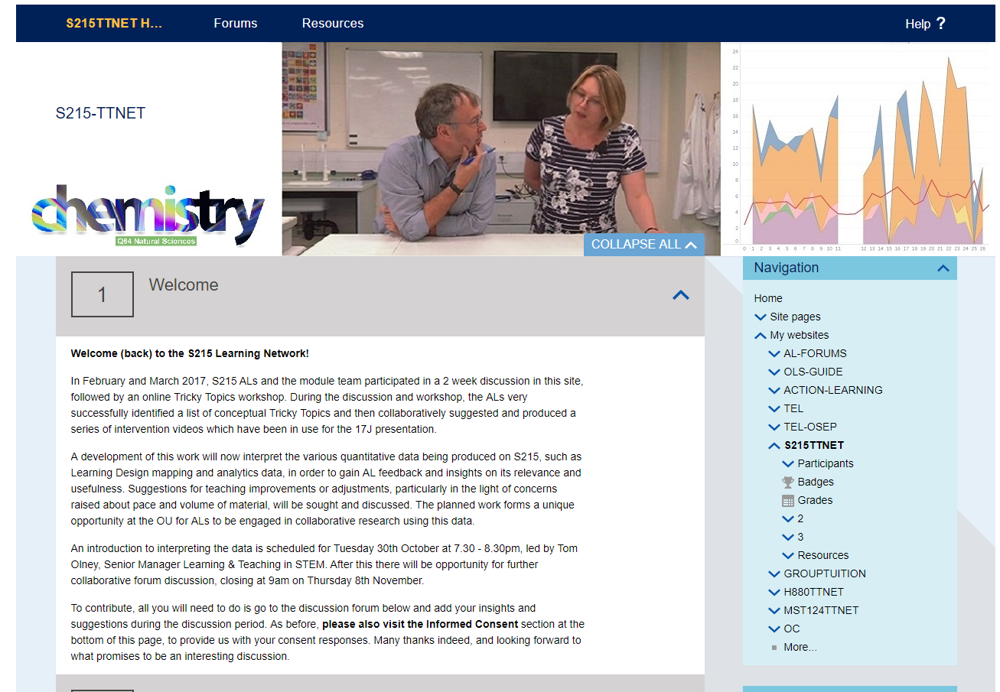 S215TTNET H...
Forums
Resources
Help ?
S215-TTNET
chemistry
Q64 Natural Sciences
COLLAPSE ALL
24
22
20
18
16
14
12
10
8
6
4
2
0
0 1 2 3 4 5 6 7 8 9 10 11 12 13 14 15 16 17 18 19 20 21 22 23 24 25 26
1
Welcome
Welcome (back) to the S215 Learning Network!
In February and March 2017, S215 ALs and the module team participated in a 2 week discussion in this site,
followed by an online Tricky Topics workshop. During the discussion and workshop, the ALs very
successfully identified a list of conceptual Tricky Topics and then collaboratively suggested and produced a
series of intervention videos which have been in use for the 17J presentation.
A development of this work will now interpret the various quantitative data being produced on S215, such as
Learning Design mapping and analytics data, in order to gain AL feedback and insights on its relevance and
usefulness. Suggestions for teaching improvements or adjustments, particularly in the light of concerns
raised about pace and volume of material, will be sought and discussed. The planned work forms a unique
opportunity at the OU for ALs to be engaged in collaborative research using this data.
An introduction to interpreting the data is scheduled for Tuesday 30th October at 7.30 - 8.30pm, led by Tom
Olney, Senior Manager Learning & Teaching in STEM. After this there will be opportunity for further
collaborative forum discussion, closing at 9am on Thursday 8th November.
To contribute, all you will need to do is go to the discussion forum below and add your insights and
suggestions during the discussion period. As before, please also visit the Informed Consent section at the
bottom of this page, to provide us with your consent responses. Many thanks indeed, and looking forward to
what promises to be an interesting discussion.
Navigation
Home
Site pages
My websites
AL-FORUMS
OLS-GUIDE
ACTION-LEARNING
TEL
TEL-OSEP
S215TTNET
Participants
Badges
Grades
2
3
Resources
GROUPTUITION
H880TTNET
MST124TTNET
OC
More...